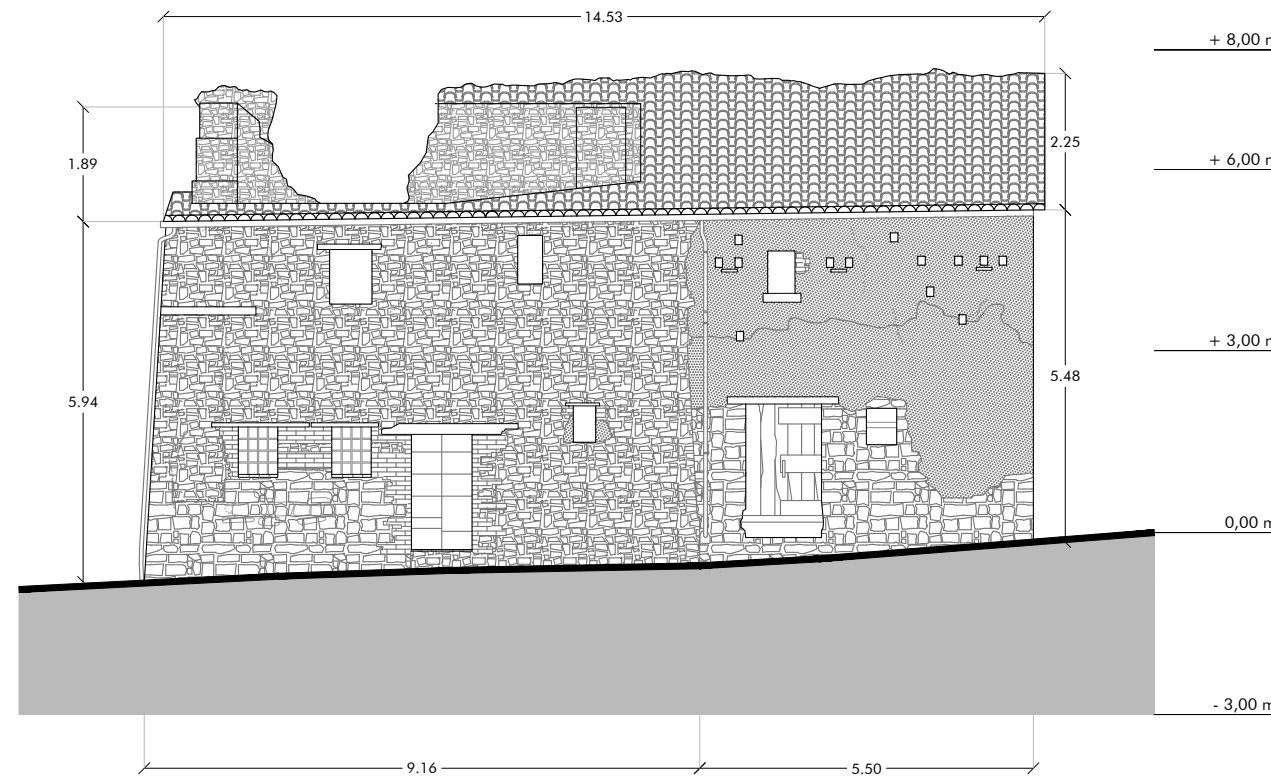 14.53
+ 8,00 m
1.89
2.25
+ 6,00 m
+ 3,00 m
5.94
5.48
0,00 m
- 3,00 m
9.16
5.50